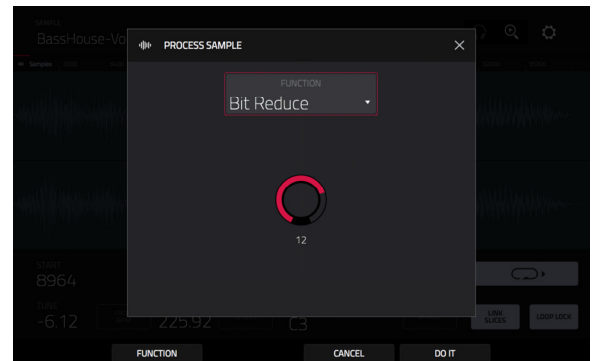 SAMPLE
BassHouse-Vo
PROCESS SAMPLE
FUNCTION
Bit Reduce
Samples
12
START
8964
TUNE
-6.12
225.92
C3
LINK
SLICES
LOOP LOCK
FUNCTION CANCEL DO IT